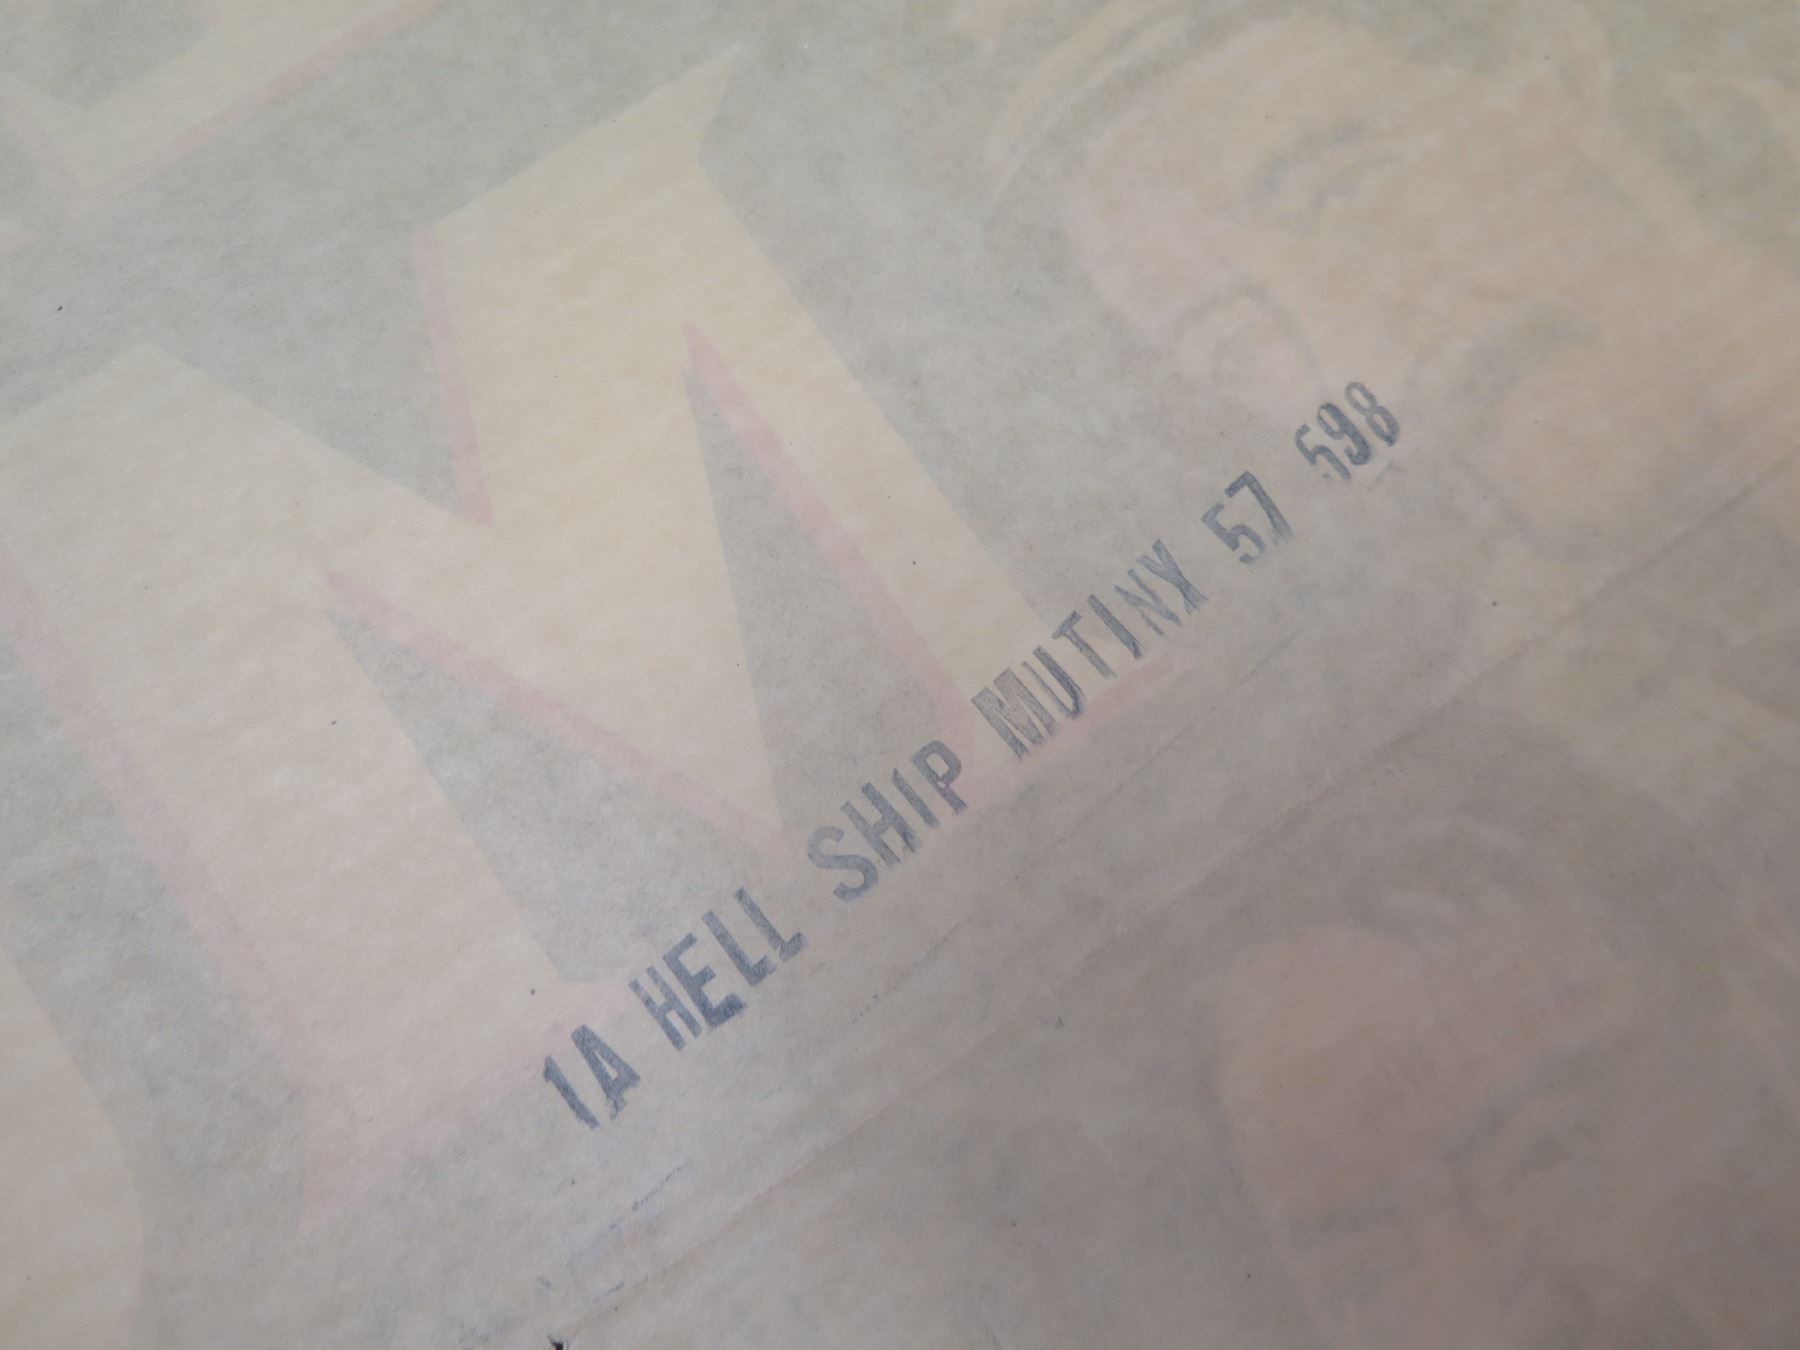 1A HELL SHIP MUTINY 57 598